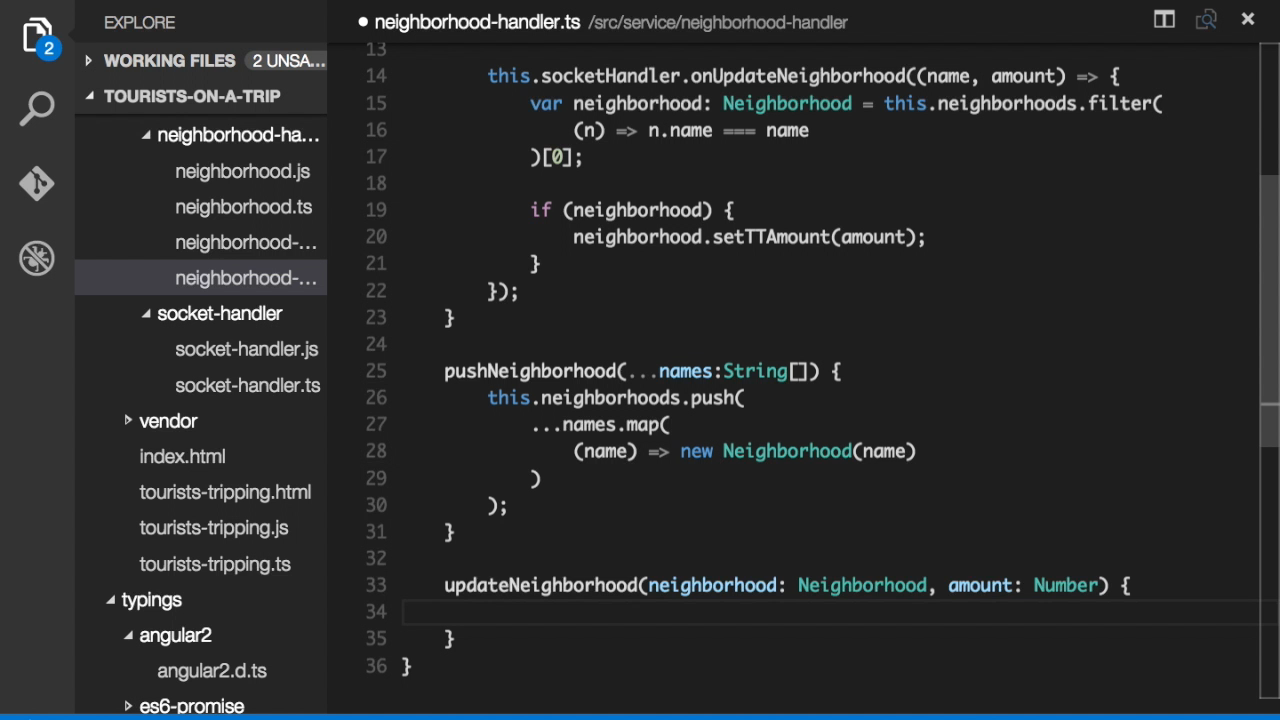 2
EXPLORE
WORKING FILES 2 UNSA...
TOURISTS-ON-A-TRIP
neighborhood-ha...
neighborhood.js
neighborhood.ts
neighborhood-...
neighborhood-...
socket-handler
socket-handler.js
socket-handler.ts
vendor
index.html
tourists-tripping.html
tourists-tripping.js
tourists-tripping.ts
typings
angular2
angular2.d.ts
es6-promise
neighborhood-handler.ts /src/service/neighborhood-handler
13
14 this.socketHandler.onUpdateNeighborhood((name, amount) => {
15 var neighborhood: Neighborhood = this.neighborhoods.filter(
16 (n) => n.name === name
17 )[0];
18
19 if (neighborhood) {
20 neighborhood.setTTAmount(amount);
21 }
22 });
23 }
24
25 pushNeighborhood(...names:String[]) {
26 this.neighborhoods.push(
27 ...names.map(
28 (name) => new Neighborhood(name)
29 )
30 );
31 }
32
33 updateNeighborhood(neighborhood: Neighborhood, amount: Number) {
34
35 }
36 }